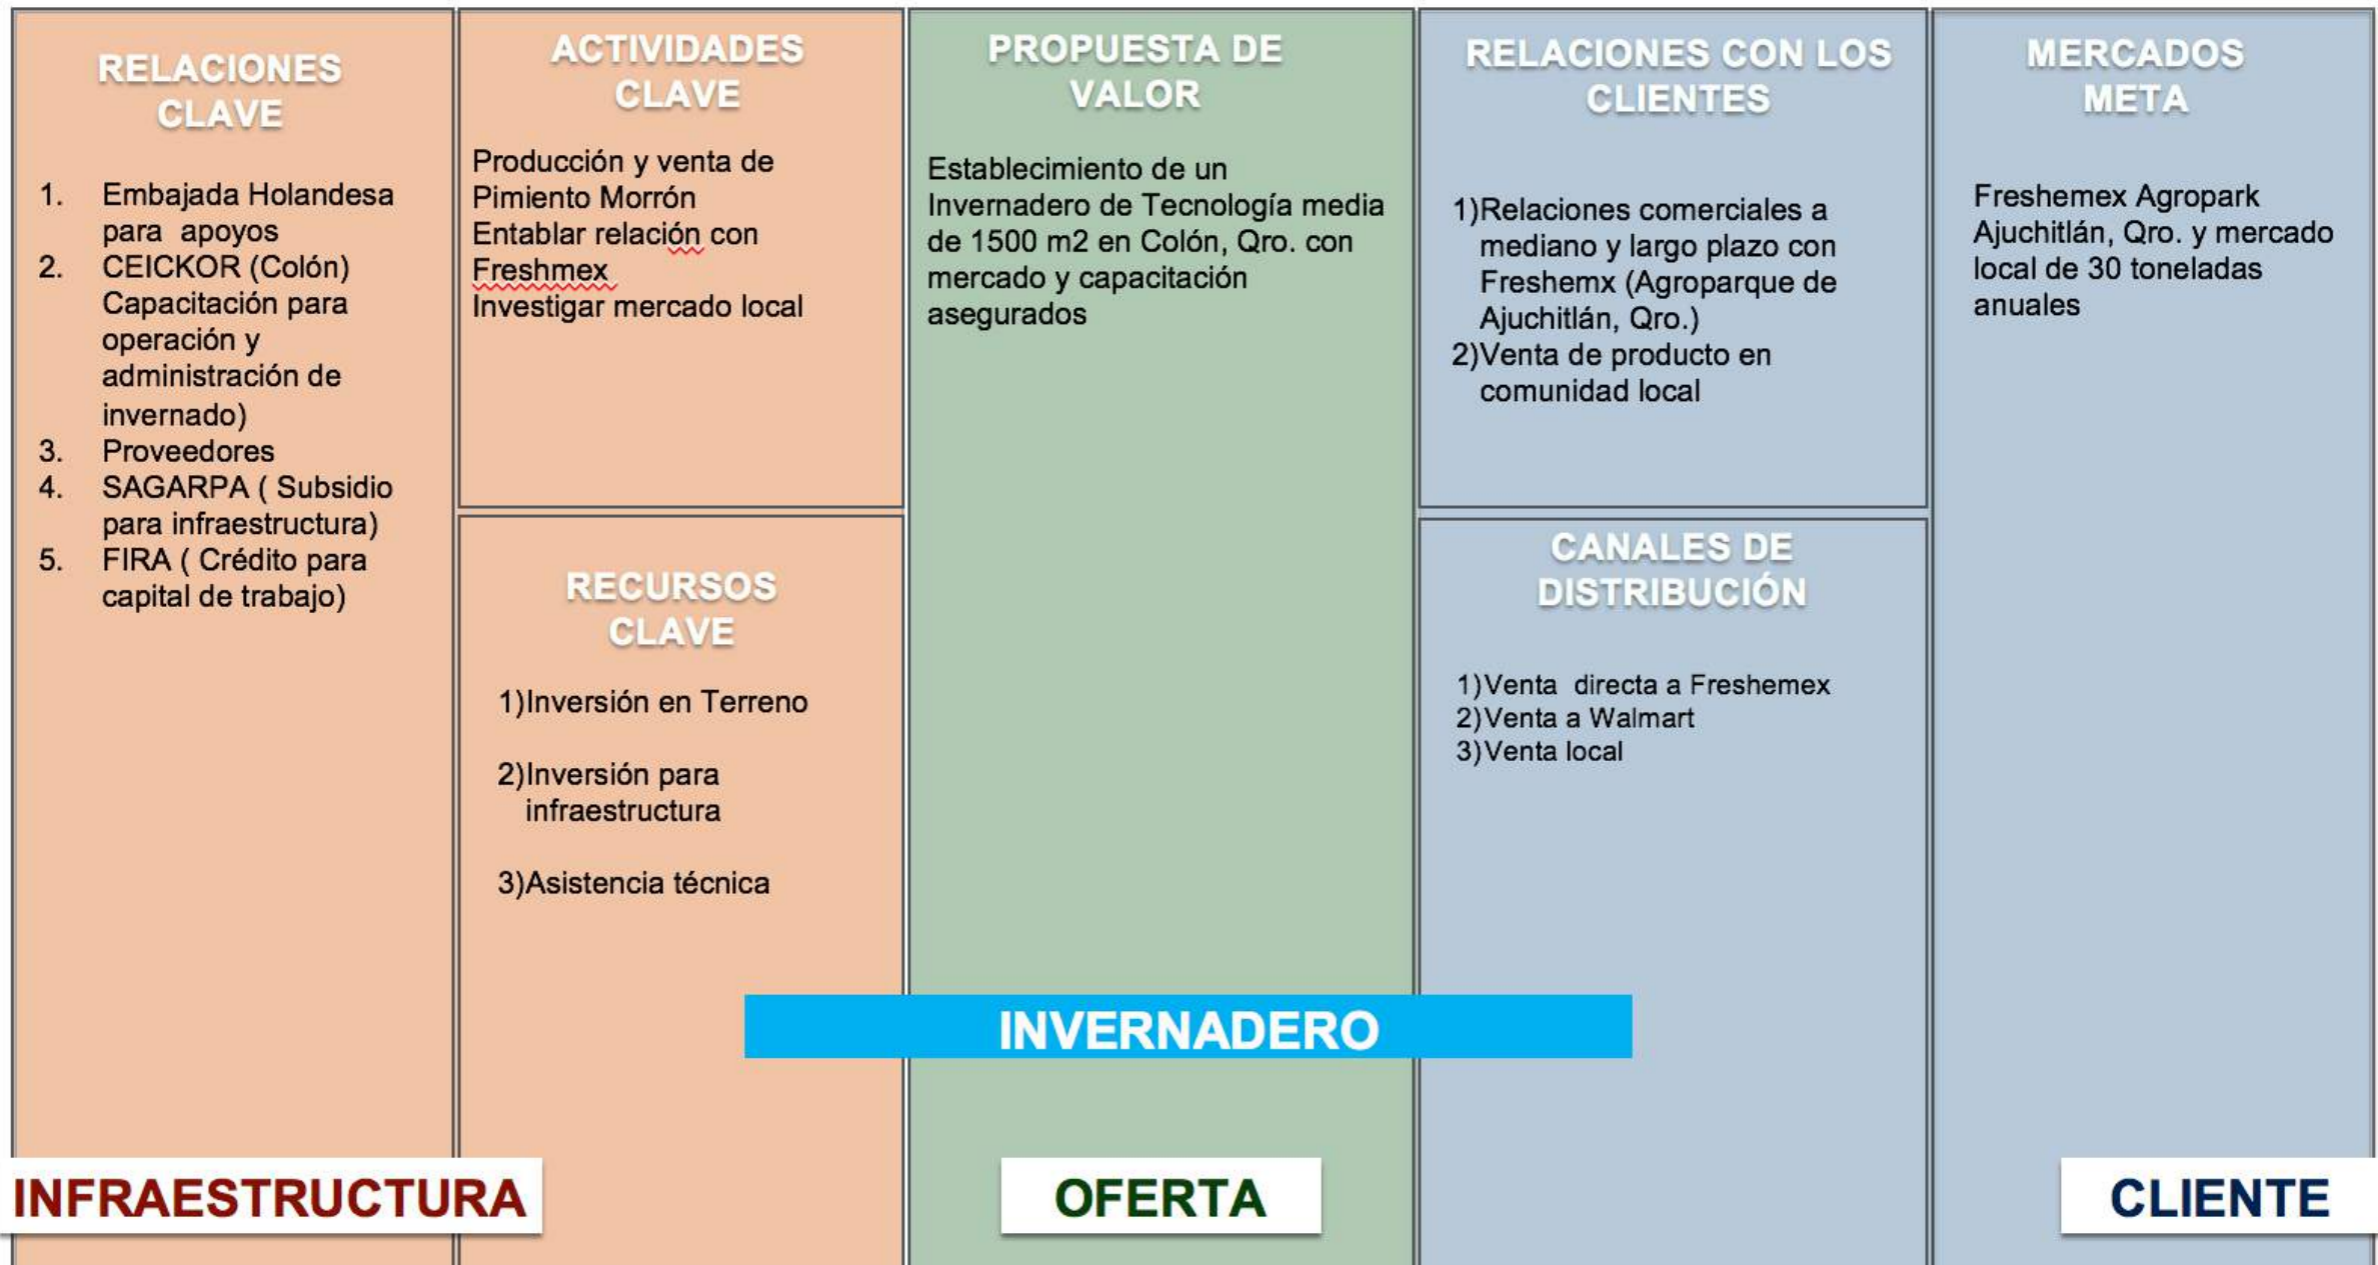 RELACIONES
CLAVE
1. Embajada Holandesa
para apoyos
2. CEICKOR (Colón)
Capacitación para
operación y
administración de
invernado)
3. Proveedores
4. SAGARPA ( Subsidio
para infraestructura)
5. FIRA ( Crédito para
capital de trabajo)
ACTIVIDADES
CLAVE
Producción y venta de
Pimiento Morrón
Entablar relación con
Freshmex
Investigar mercado local
RECURSOS
CLAVE
1)Inversión en Terreno
2)Inversión para
infraestructura
3)Asistencia técnica
PROPUESTA DE
VALOR
Establecimiento de un
Invernadero de Tecnología media
de 1500 m2 en Colón, Qro. con
mercado y capacitación
asegurados
RELACIONES CON LOS
CLIENTES
1)Relaciones comerciales a
mediano y largo plazo con
Freshemx (Agroparque de
Ajuchitlán, Qro.)
2)Venta de producto en
comunidad local
CANALES DE
DISTRIBUCIÓN
1)Venta directa a Freshemex
2)Venta a Walmart
3)Venta local
MERCADOS
META
Freshemex Agropark
Ajuchitlán, Qro. y mercado
local de 30 toneladas
anuales
INVERNADERO
INFRAESTRUCTURA
OFERTA
CLIENTE